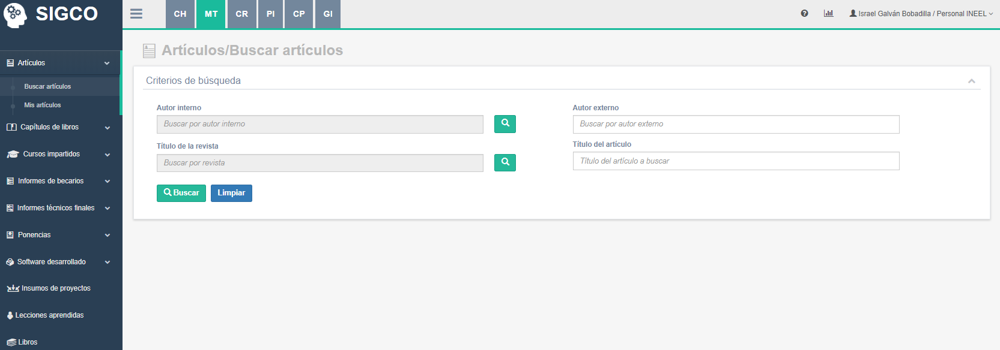 SIGCO
CH MT CR PI CP GI
Israel Galván Bobadilla / Personal INEEL
Artículos
Buscar artículos
Mis artículos
Capítulos de libros
Cursos impartidos
Informes de becarios
Informes técnicos finales
Ponencias
Software desarrollado
Insumos de proyectos
Lecciones aprendidas
Libros
Artículos/Buscar artículos
Criterios de búsqueda
Autor interno
Buscar por autor interno
Autor externo
Buscar por autor externo
Título de la revista
Buscar por revista
Título del artículo
Título del artículo a buscar
Buscar Limpiar